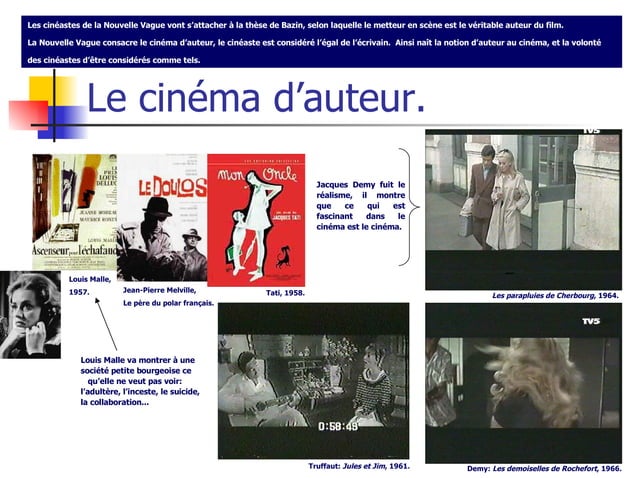 Les cinéastes de la Nouvelle Vague vont s’attacher à la thèse de Bazin, selon laquelle le metteur en scène est le véritable auteur du film.
La Nouvelle Vague consacre le cinéma d’auteur, le cinéaste est considéré l’égal de l’écrivain. Ainsi naît la notion d’auteur au cinéma, et la volonté
des cinéastes d’être considérés comme tels.
Le cinéma d’auteur.
LE PRIX
LOUIS
DELLUC
JEANNE MOREAU
MAURICE RONET
LOUIS MALLE
Ascenseur pour l'échafaud
LE DOULOS
mon
oncle
JACQUES TATI
Jacques Demy fuit le
réalisme, il montre
que ce qui est
fascinant dans le
cinéma est le cinéma.
TV5
Louis Malle,
1957.
Jean-Pierre Melville,
Le père du polar français.
Tati, 1958.
Les parapluies de Cherbourg, 1964.
Louis Malle va montrer à une
société petite bourgeoise ce
qu’elle ne veut pas voir:
l’adultère, l’inceste, le suicide,
la collaboration...
0:58:49
TV5
Truffaut: Jules et Jim, 1961.
Demy: Les demoiselles de Rochefort, 1966.